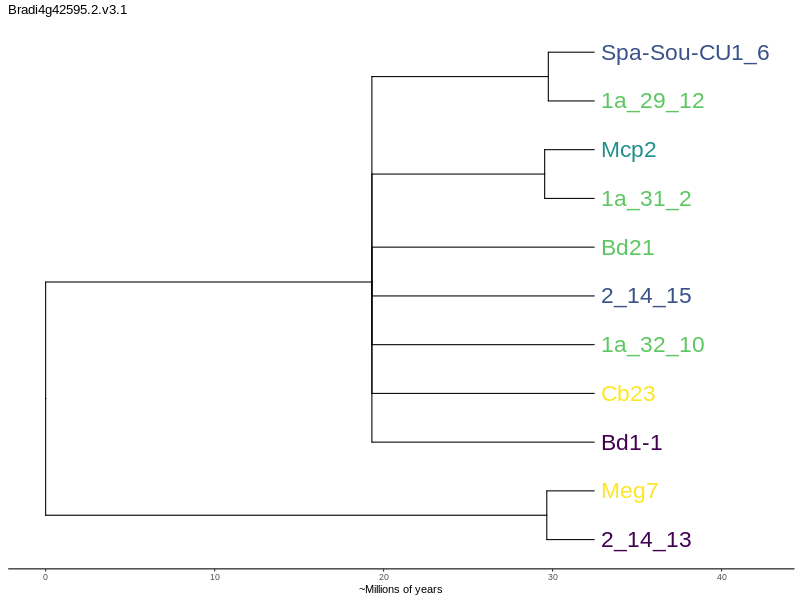 Bradi4g42595.2.v3.1
Spa-Sou-CU1_6
1a_29_12
Mcp2
1a_31_2
Bd21
2_14_15
1a_32_10
Cb23
Bd1-1
Meg7
2_14_13
0 10 20 30 40
~Millions of years